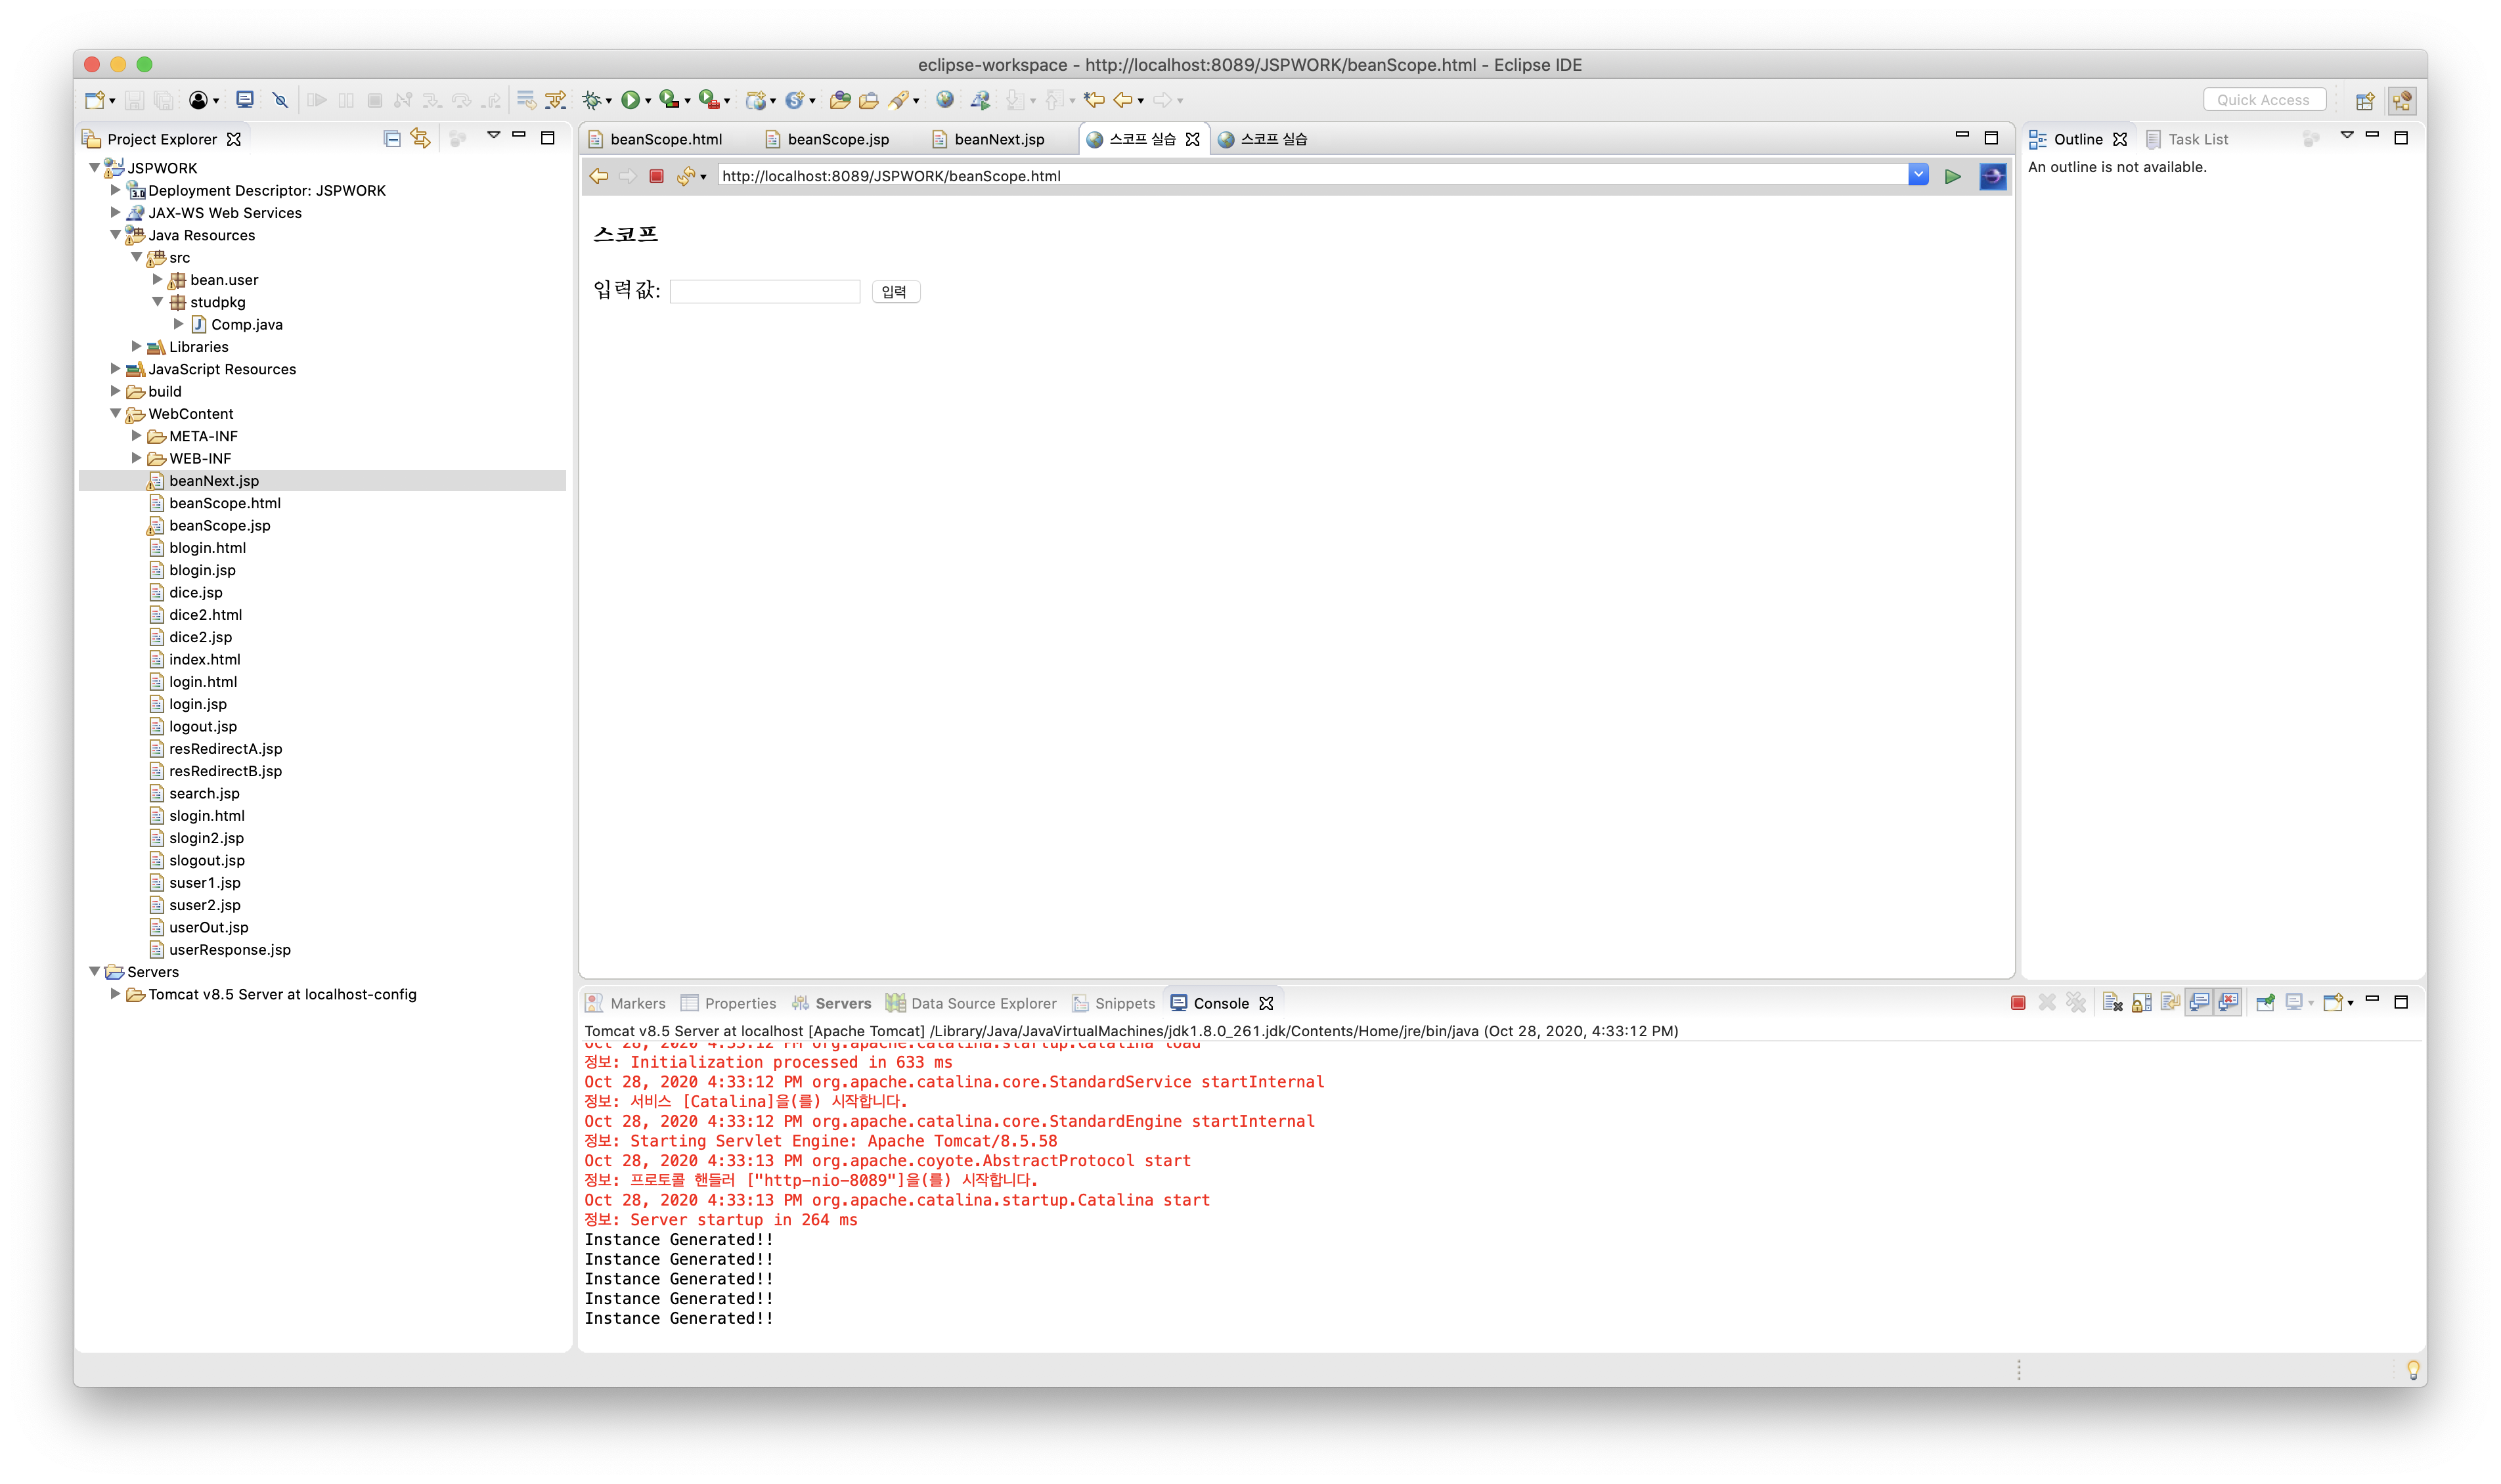 eclipse-workspace - http://localhost:8089/JSPWORK/beanScope.html - Eclipse IDE
Quick Access
Project Explorer
JSPWORK
Deployment Descriptor: JSPWORK
JAX-WS Web Services
Java Resources
src
bean.user
studpkg
Comp.java
Libraries
JavaScript Resources
build
WebContent
META-INF
WEB-INF
beanNext.jsp
beanScope.html
beanScope.jsp
blogin.html
blogin.jsp
dice.jsp
dice2.html
dice2.jsp
index.html
login.html
login.jsp
logout.jsp
resRedirectA.jsp
resRedirectB.jsp
search.jsp
slogin.html
slogin2.jsp
slogout.jsp
suser1.jsp
suser2.jsp
userOut.jsp
userResponse.jsp
Servers
Tomcat v8.5 Server at localhost-config
beanScope.html beanScope.jsp beanNext.jsp 스코프 실습 스코프 실습
http://localhost:8089/JSPWORK/beanScope.html
스코프
입력값: 입력
Outline Task List
An outline is not available.
Markers Properties Servers Data Source Explorer Snippets Console
Tomcat v8.5 Server at localhost [Apache Tomcat] /Library/Java/JavaVirtualMachines/jdk1.8.0_261.jdk/Contents/Home/jre/bin/java (Oct 28, 2020, 4:33:12 PM)
Oct 28, 2020 4:33:12 PM org.apache.catalina.startup.Catalina load
정보: Initialization processed in 633 ms
Oct 28, 2020 4:33:12 PM org.apache.catalina.core.StandardService startInternal
정보: 서비스 [Catalina]을(를) 시작합니다.
Oct 28, 2020 4:33:12 PM org.apache.catalina.core.StandardEngine startInternal
정보: Starting Servlet Engine: Apache Tomcat/8.5.58
Oct 28, 2020 4:33:13 PM org.apache.coyote.AbstractProtocol start
정보: 프로토콜 핸들러 ["http-nio-8089"]을(를) 시작합니다.
Oct 28, 2020 4:33:13 PM org.apache.catalina.startup.Catalina start
정보: Server startup in 264 ms
Instance Generated!!
Instance Generated!!
Instance Generated!!
Instance Generated!!
Instance Generated!!